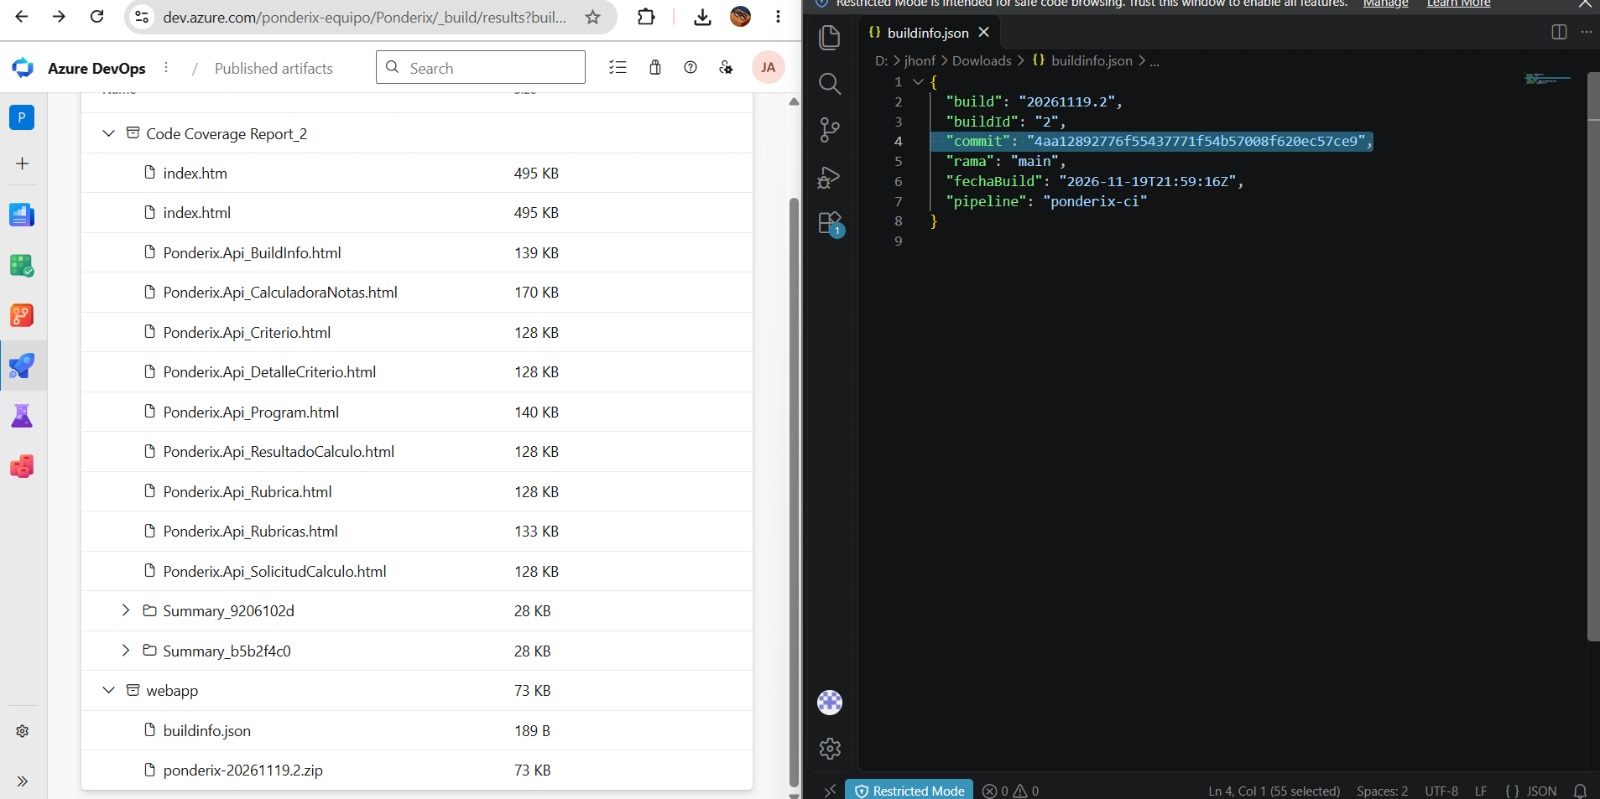 dev.azure.com/ponderix-equipo/Ponderix/_build/results?buil...
Azure DevOps / Published artifacts
Search
JA
P
Name Size
Code Coverage Report_2
index.htm 495 KB
index.html 495 KB
Ponderix.Api_BuildInfo.html 139 KB
Ponderix.Api_CalculadoraNotas.html 170 KB
Ponderix.Api_Criterio.html 128 KB
Ponderix.Api_DetalleCriterio.html 128 KB
Ponderix.Api_Program.html 140 KB
Ponderix.Api_ResultadoCalculo.html 128 KB
Ponderix.Api_Rubrica.html 128 KB
Ponderix.Api_Rubricas.html 133 KB
Ponderix.Api_SolicitudCalculo.html 128 KB
Summary_9206102d 28 KB
Summary_b5b2f4c0 28 KB
webapp 73 KB
buildinfo.json 189 B
ponderix-20261119.2.zip 73 KB
Restricted Mode is intended for safe code browsing. Trust this window to enable all features. Manage Learn More
{} buildinfo.json
D: > jhonf > Dowloads > {} buildinfo.json > ...
1 {
2 "build": "20261119.2",
3 "buildId": "2",
4 "commit": "4aa12892776f55437771f54b57008f620ec57ce9",
5 "rama": "main",
6 "fechaBuild": "2026-11-19T21:59:16Z",
7 "pipeline": "ponderix-ci"
8 }
9
1
Restricted Mode 0 0 Ln 4, Col 1 (55 selected) Spaces: 2 UTF-8 LF {} JSON